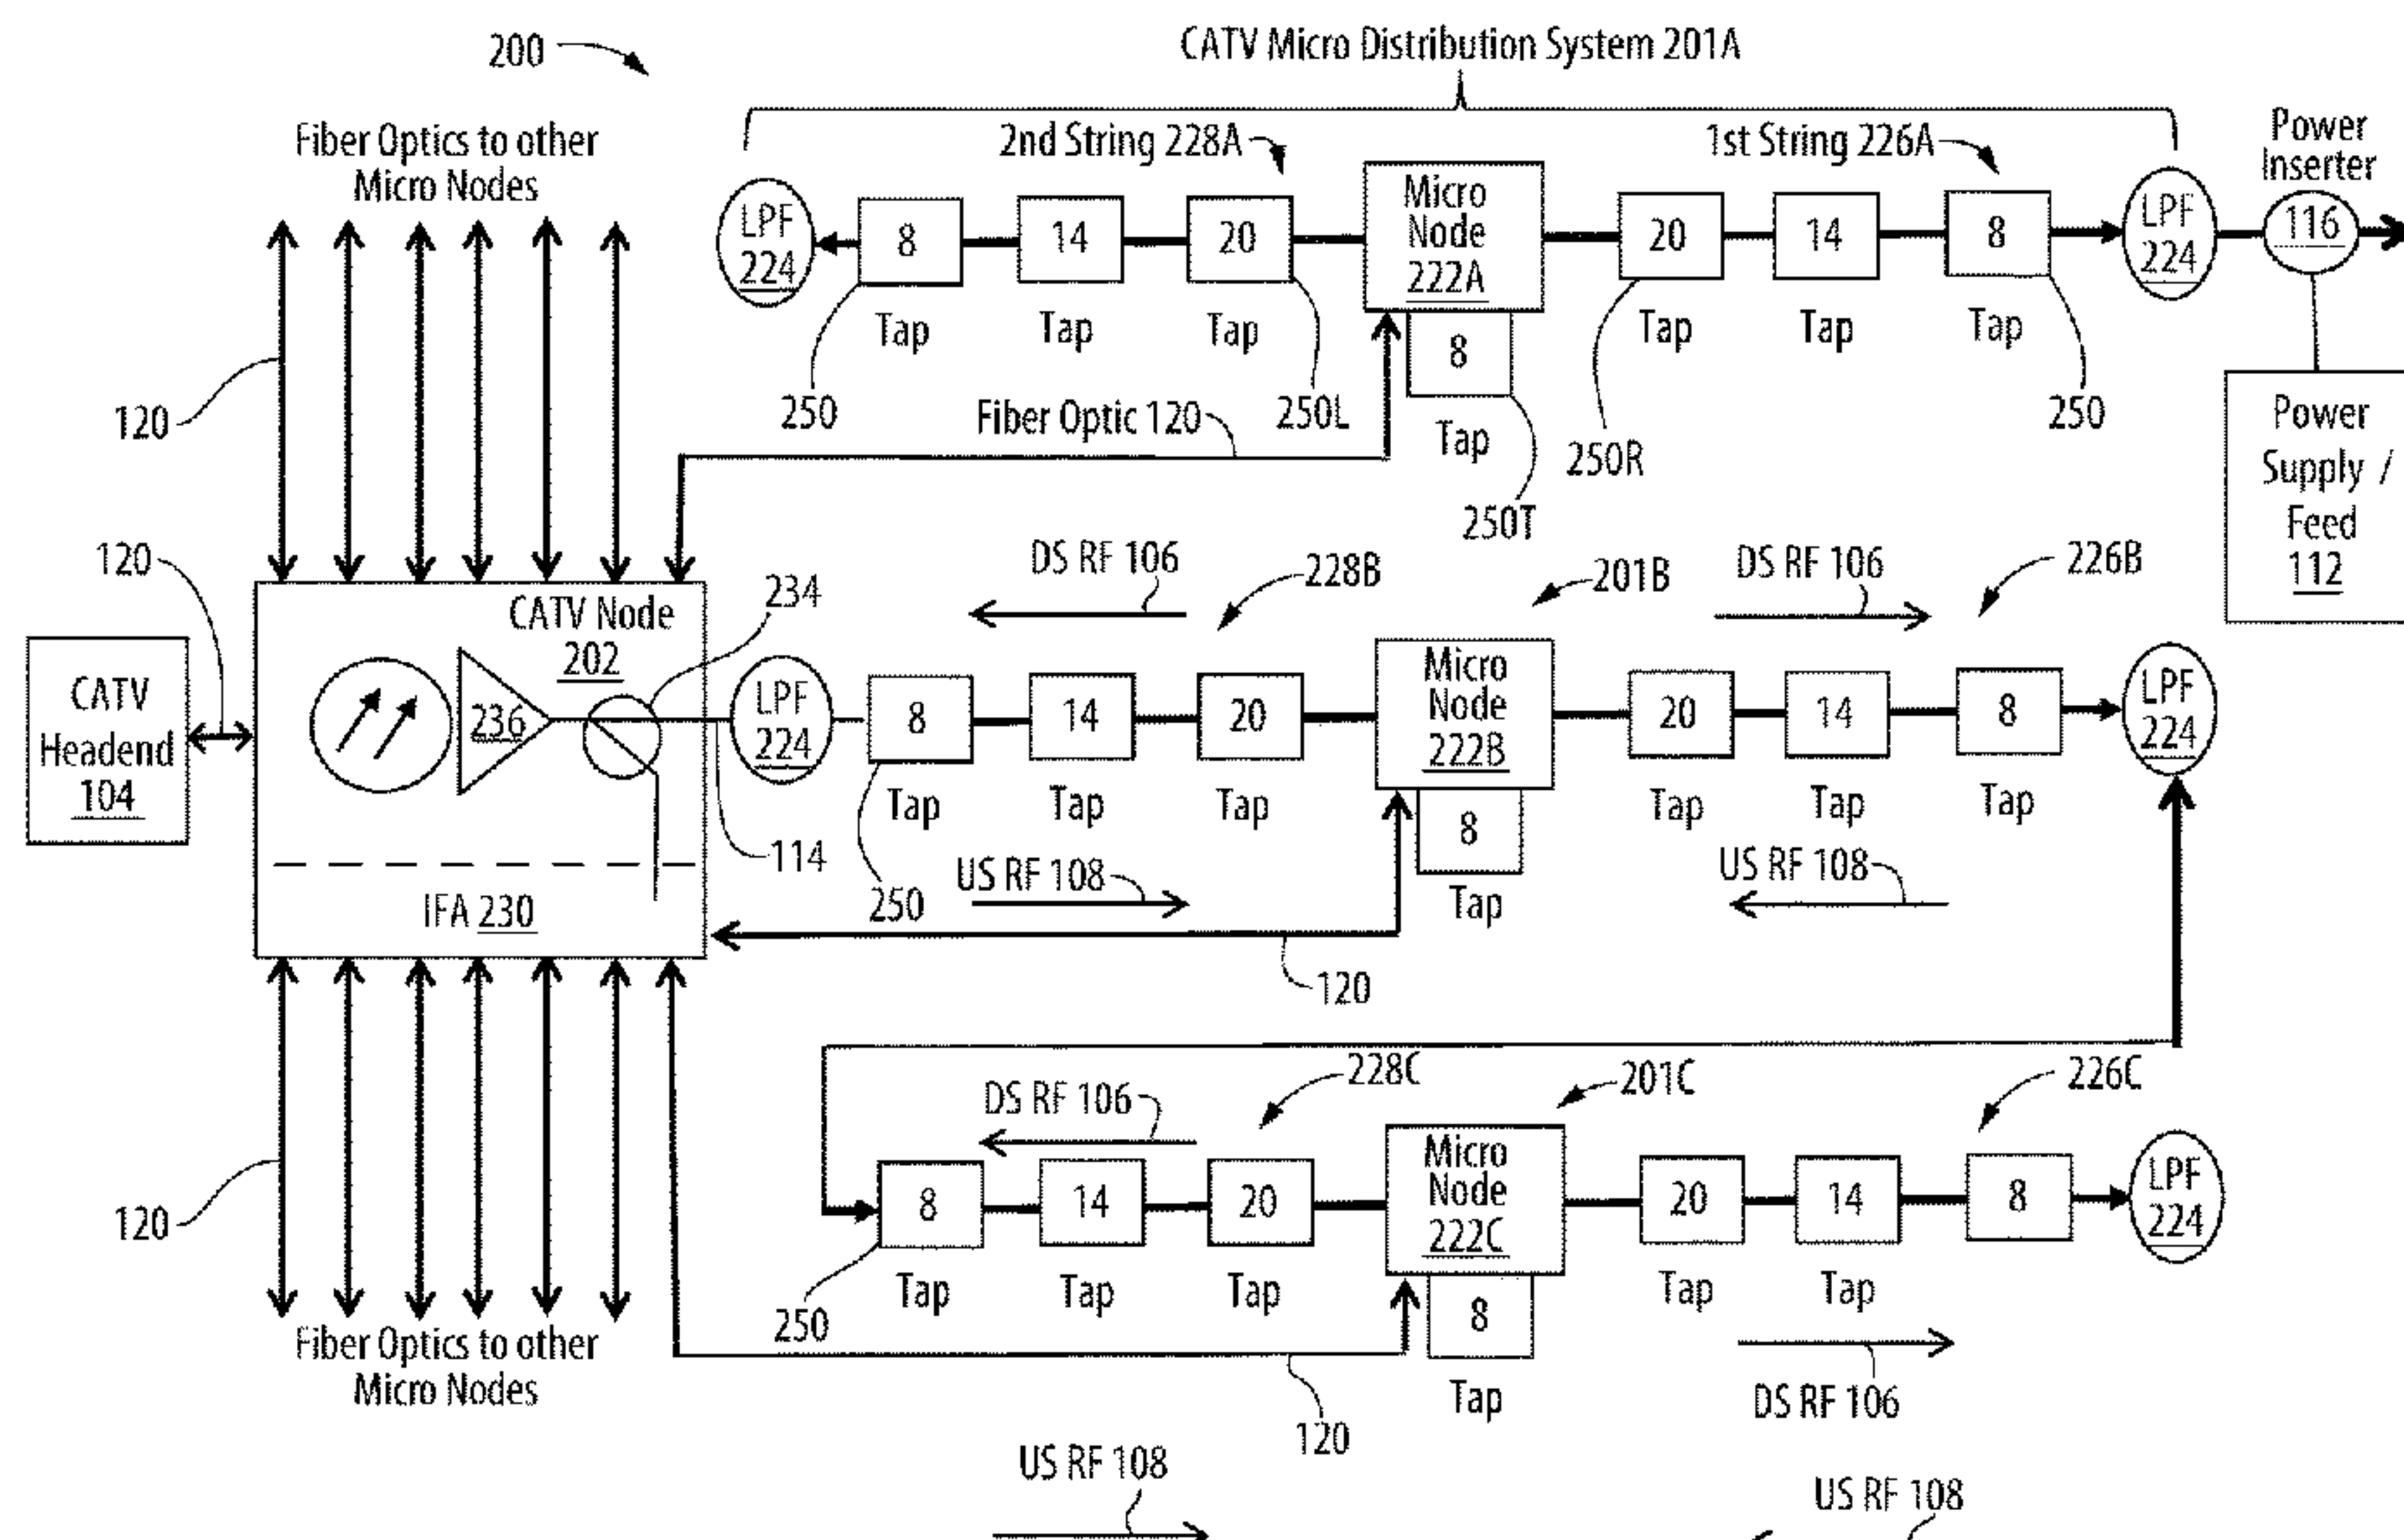 200
CATV Micro Distribution System 201A
Fiber Optics to other
Micro Nodes
2nd String 228A
1st String 226A
Power
Inserter
LPF
224
8
14
20
Micro
Node
222A
20
14
8
LPF
224
116
Tap
Tap
Tap
8
Tap
Tap
Tap
120
250
Fiber Optic 120
250L
Tap
250R
250
250T
Power
Supply /
Feed
112
120
DS RF 106
228B
201B
DS RF 106
226B
CATV Node
202
234
CATV
Headend
104
236
LPF
224
8
14
20
Micro
Node
222B
20
14
8
LPF
224
Tap
Tap
Tap
8
Tap
Tap
Tap
114
IFA 230
250
US RF 108
Tap
US RF 108
120
228C
201C
226C
DS RF 106
8
14
20
Micro
Node
222C
20
14
8
LPF
224
120
250
Tap
Tap
Tap
8
Tap
Tap
Fiber Optics to other
Micro Nodes
Tap
DS RF 106
120
US RF 108
US RF 108